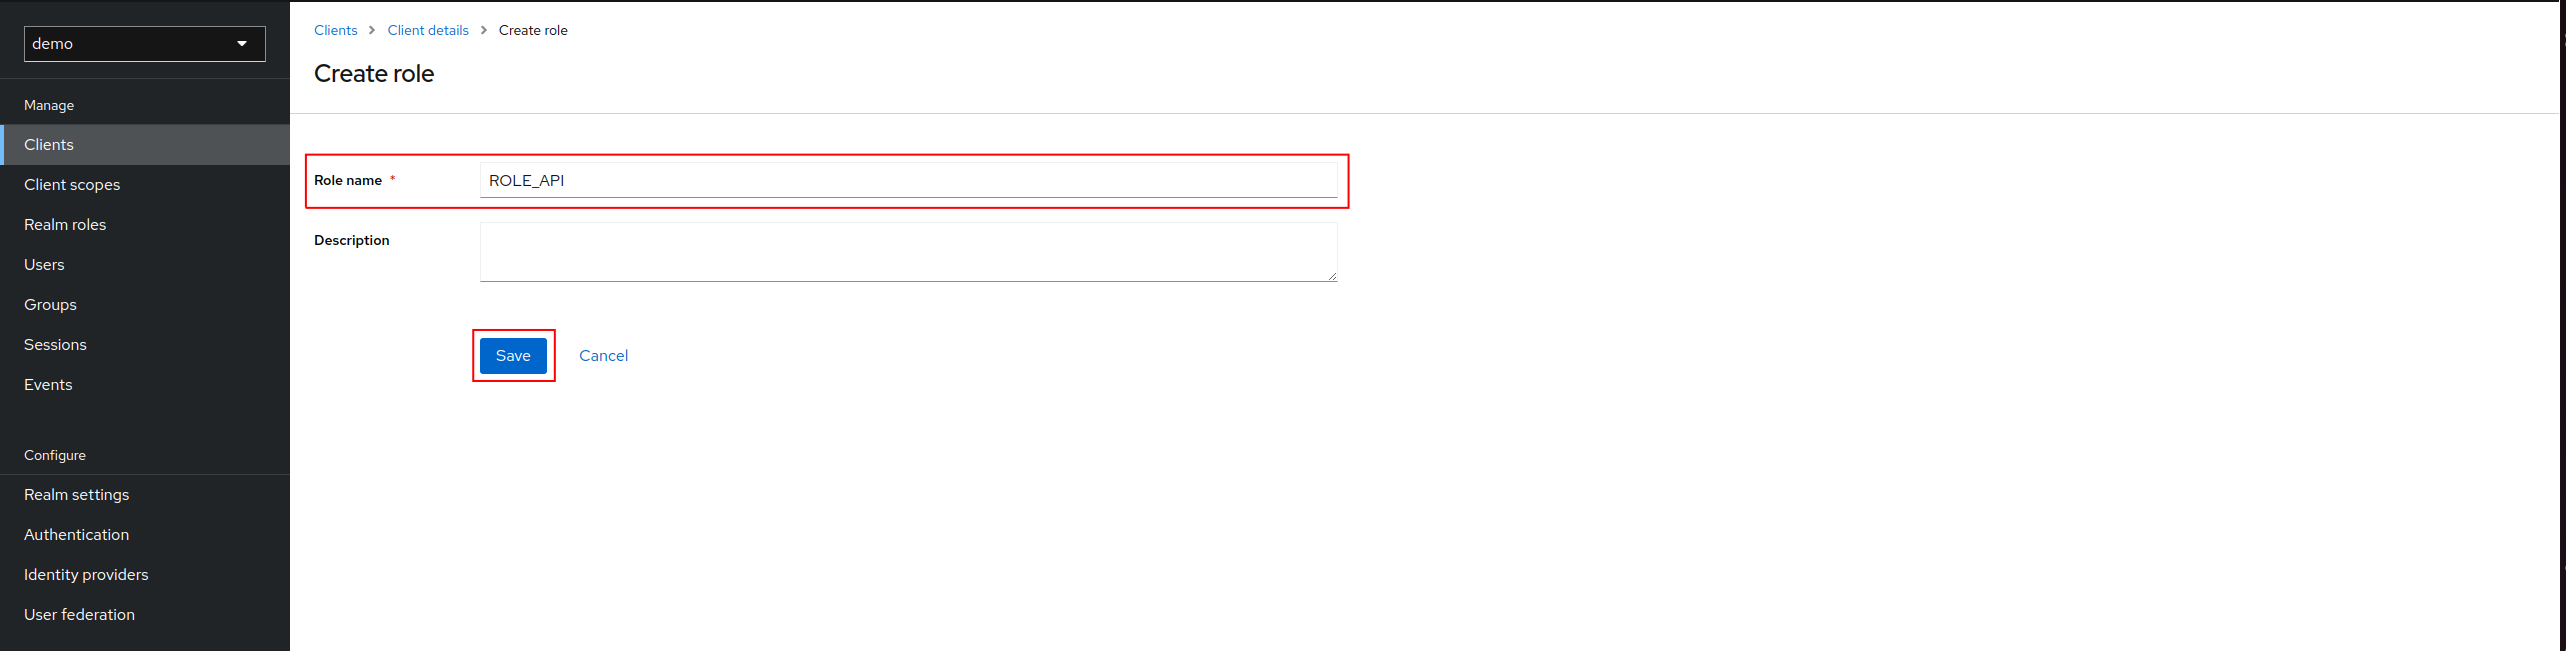 demo
Manage
Clients
Client scopes
Realm roles
Users
Groups
Sessions
Events
Configure
Realm settings
Authentication
Identity providers
User federation
Clients > Client details > Create role
Create role
Role name *
ROLE_API
Description
Save
Cancel